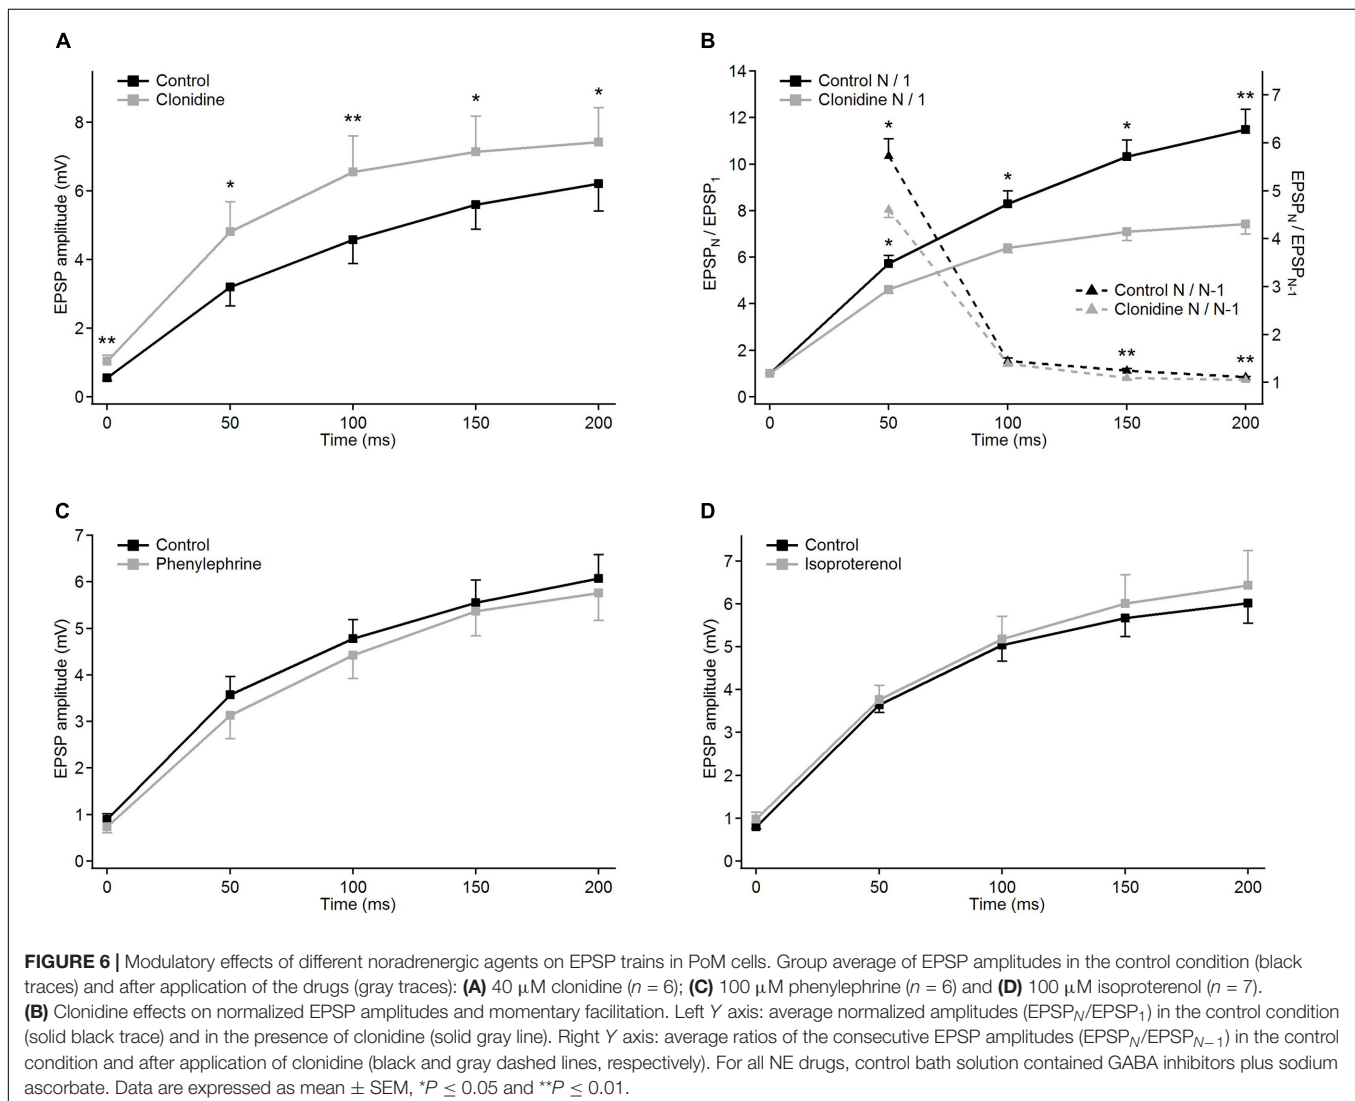 A
Control
Clonidine
EPSP amplitude (mV)
8
6
4
2
0
** * ** * *
0 50 100 150 200
Time (ms)
B
Control N / 1
Clonidine N / 1
EPSP_N / EPSP_1
14
12
10
8
6
4
2
0
* * * **
*
Control N / N-1
Clonidine N / N-1
** **
7
6
5
4
3
2
1
EPSP_N / EPSP_N-1
0 50 100 150 200
Time (ms)
C
Control
Phenylephrine
EPSP amplitude (mV)
7
6
5
4
3
2
1
0
0 50 100 150 200
Time (ms)
D
Control
Isoproterenol
EPSP amplitude (mV)
7
6
5
4
3
2
1
0
0 50 100 150 200
Time (ms)
FIGURE 6 | Modulatory effects of different noradrenergic agents on EPSP trains in PoM cells. Group average of EPSP amplitudes in the control condition (black
traces) and after application of the drugs (gray traces): (A) 40 μM clonidine (n = 6); (C) 100 μM phenylephrine (n = 6) and (D) 100 μM isoproterenol (n = 7).
(B) Clonidine effects on normalized EPSP amplitudes and momentary facilitation. Left Y axis: average normalized amplitudes (EPSP_N/EPSP_1) in the control condition
(solid black trace) and in the presence of clonidine (solid gray line). Right Y axis: average ratios of the consecutive EPSP amplitudes (EPSP_N/EPSP_N−1) in the control
condition and after application of clonidine (black and gray dashed lines, respectively). For all NE drugs, control bath solution contained GABA inhibitors plus sodium
ascorbate. Data are expressed as mean ± SEM, *P ≤ 0.05 and **P ≤ 0.01.